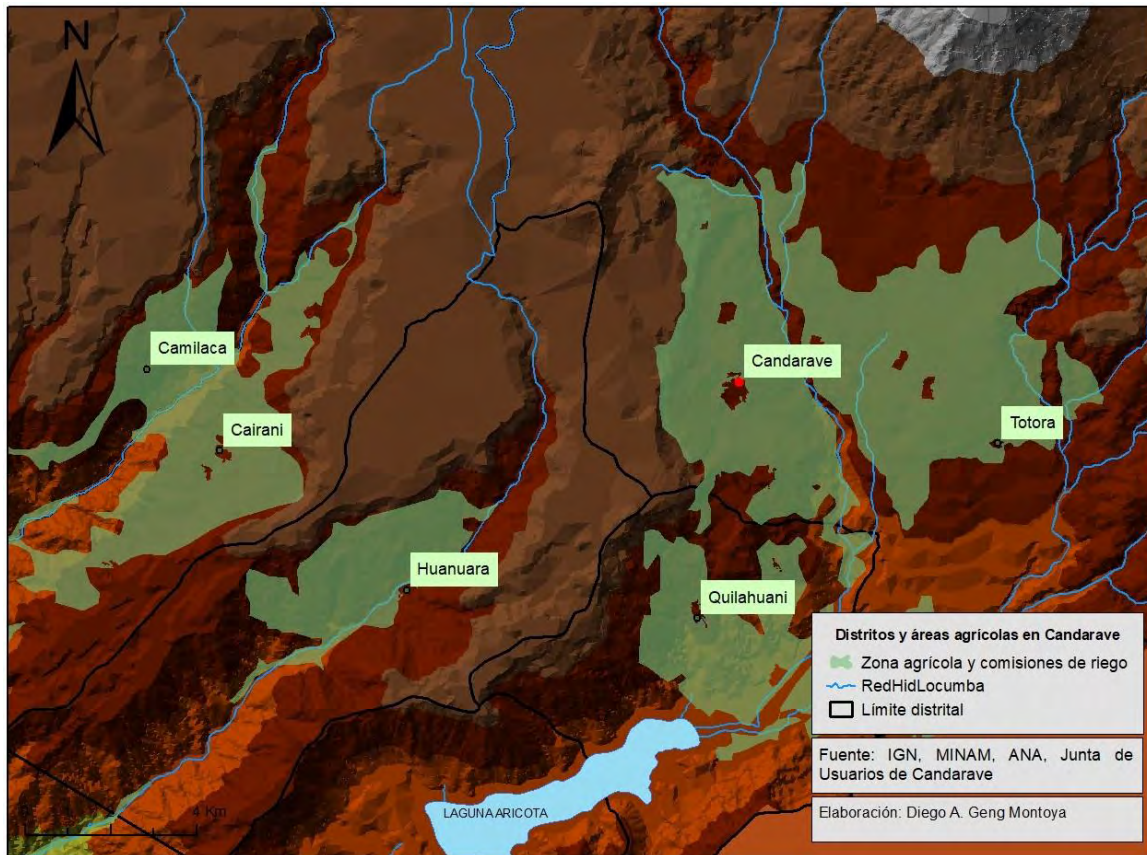 N
Camilaca
Candarave
Cairani
Totora
Huanuara
Quilahuani
Distritos y áreas agrícolas en Candarave
Zona agrícola y comisiones de riego
RedHidLocumba
Límite distrital
Fuente: IGN, MINAM, ANA, Junta de
Usuarios de Candarave
Elaboración: Diego A. Geng Montoya
LAGUNA ARICOTA
4 Km